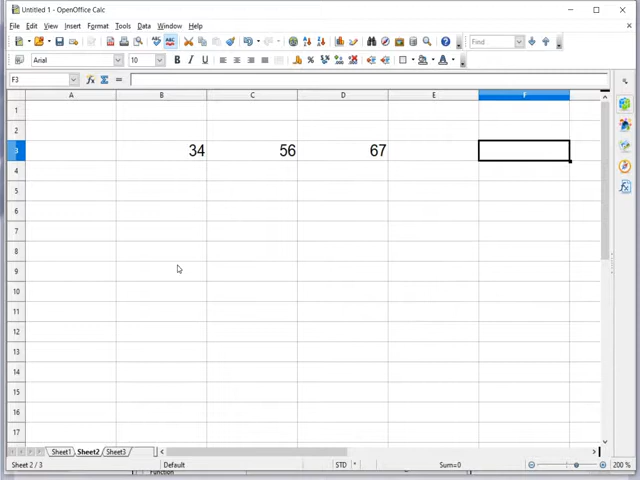 Untitled 1 - OpenOffice Calc
File Edit View Insert Format Tools Data Window Help
Find
Arial 10
F3
A B C D E F
1
2
3 34 56 67
4
5
6
7
8
9
10
11
12
13
14
15
16
17
Sheet1 Sheet2 Sheet3
Sheet 2 / 3 Default STD * Sum=0 200 %
Function